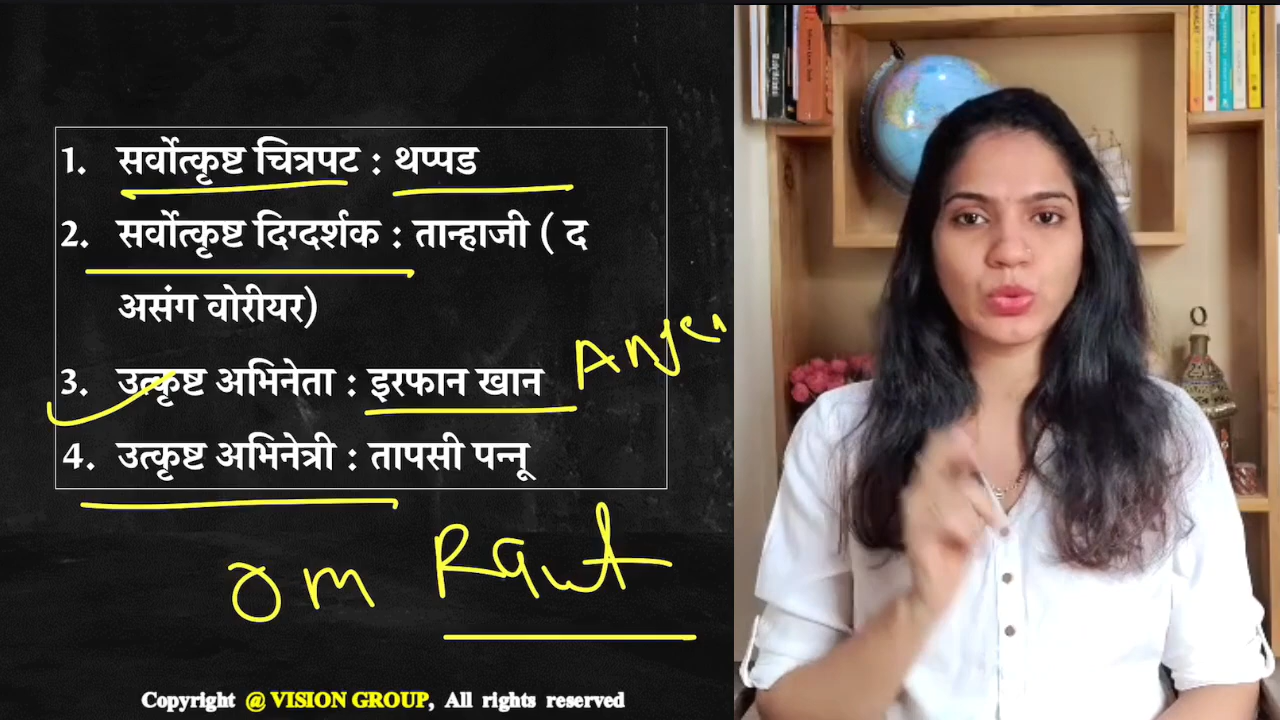 1. सर्वोत्कृष्ट चित्रपट : थप्पड
2. सर्वोत्कृष्ट दिग्दर्शक : तान्हाजी ( द
असंग वोरीयर)
3. उत्कृष्ट अभिनेता : इरफान खान
4. उत्कृष्ट अभिनेत्री : तापसी पन्नू
om Raut
Copyright @ VISION GROUP, All rights reserved